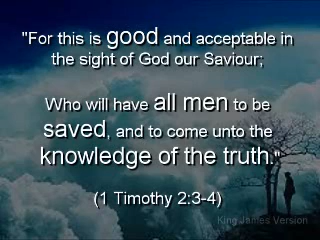 "For this is good and acceptable in
the sight of God our Saviour;
Who will have all men to be
saved, and to come unto the
knowledge of the truth."
(1 Timothy 2:3-4)
King James Version